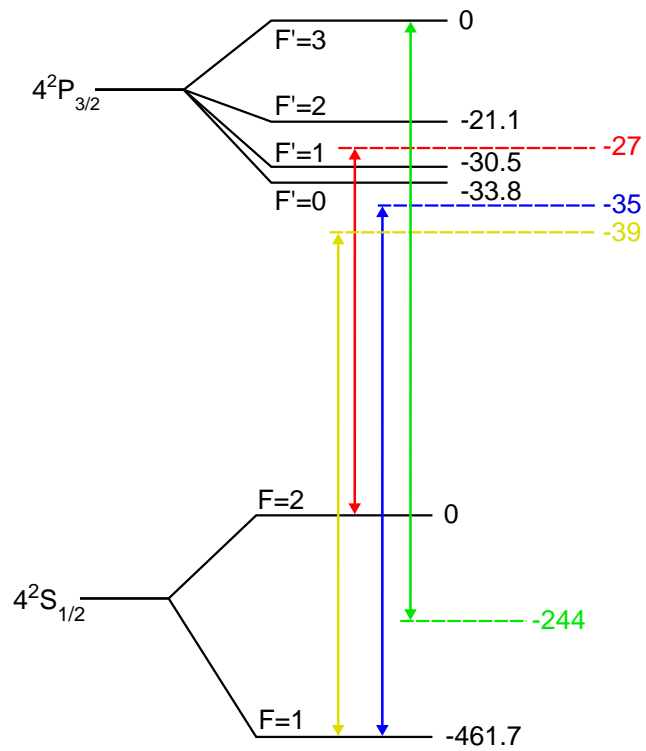 0
F'=3
4²P₃/₂
F'=2
-21.1
F'=1
-27
-30.5
-33.8
F'=0
-35
-39
F=2
0
4²S₁/₂
-244
F=1
-461.7